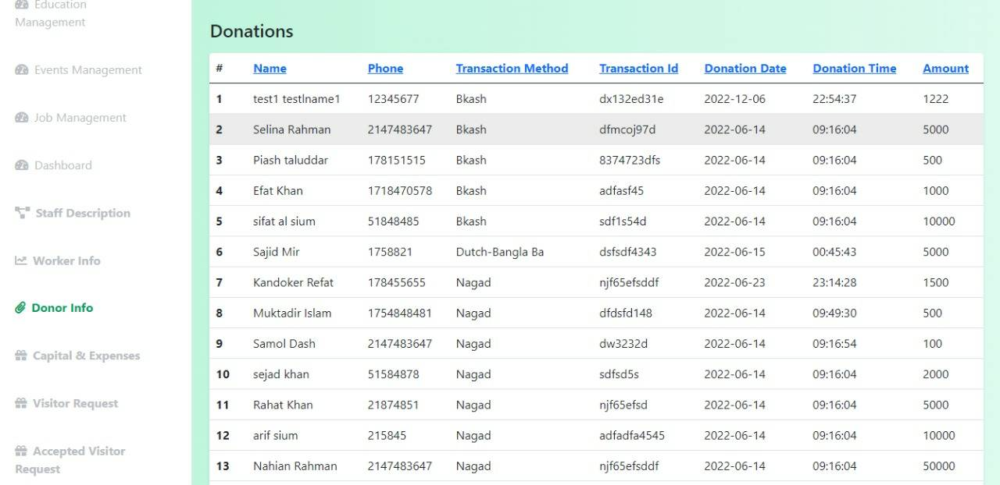 Education
Management
Events Management
Job Management
Dashboard
Staff Description
Worker Info
Donor Info
Capital & Expenses
Visitor Request
Accepted Visitor
Request
Donations
# Name Phone Transaction Method Transaction Id Donation Date Donation Time Amount
1 test1 testlname1 12345677 Bkash dx132ed31e 2022-12-06 22:54:37 1222
2 Selina Rahman 2147483647 Bkash dfmcoj97d 2022-06-14 09:16:04 5000
3 Piash taluddar 178151515 Bkash 8374723dfs 2022-06-14 09:16:04 500
4 Efat Khan 1718470578 Bkash adfasf45 2022-06-14 09:16:04 1000
5 sifat al sium 51848485 Bkash sdf1s54d 2022-06-14 09:16:04 10000
6 Sajid Mir 1758821 Dutch-Bangla Ba dsfsdf4343 2022-06-15 00:45:43 5000
7 Kandoker Refat 178455655 Nagad njf65efsddf 2022-06-23 23:14:28 1500
8 Muktadir Islam 1754848481 Nagad dfdsfd148 2022-06-14 09:49:30 500
9 Samol Dash 2147483647 Nagad dw3232d 2022-06-14 09:16:54 100
10 sejad khan 51584878 Nagad sdfsd5s 2022-06-14 09:16:04 2000
11 Rahat Khan 21874851 Nagad njf65efsd 2022-06-14 09:16:04 5000
12 arif sium 215845 Nagad adfadfa4545 2022-06-14 09:16:04 10000
13 Nahian Rahman 2147483647 Nagad njf65efsddf 2022-06-14 09:16:04 50000